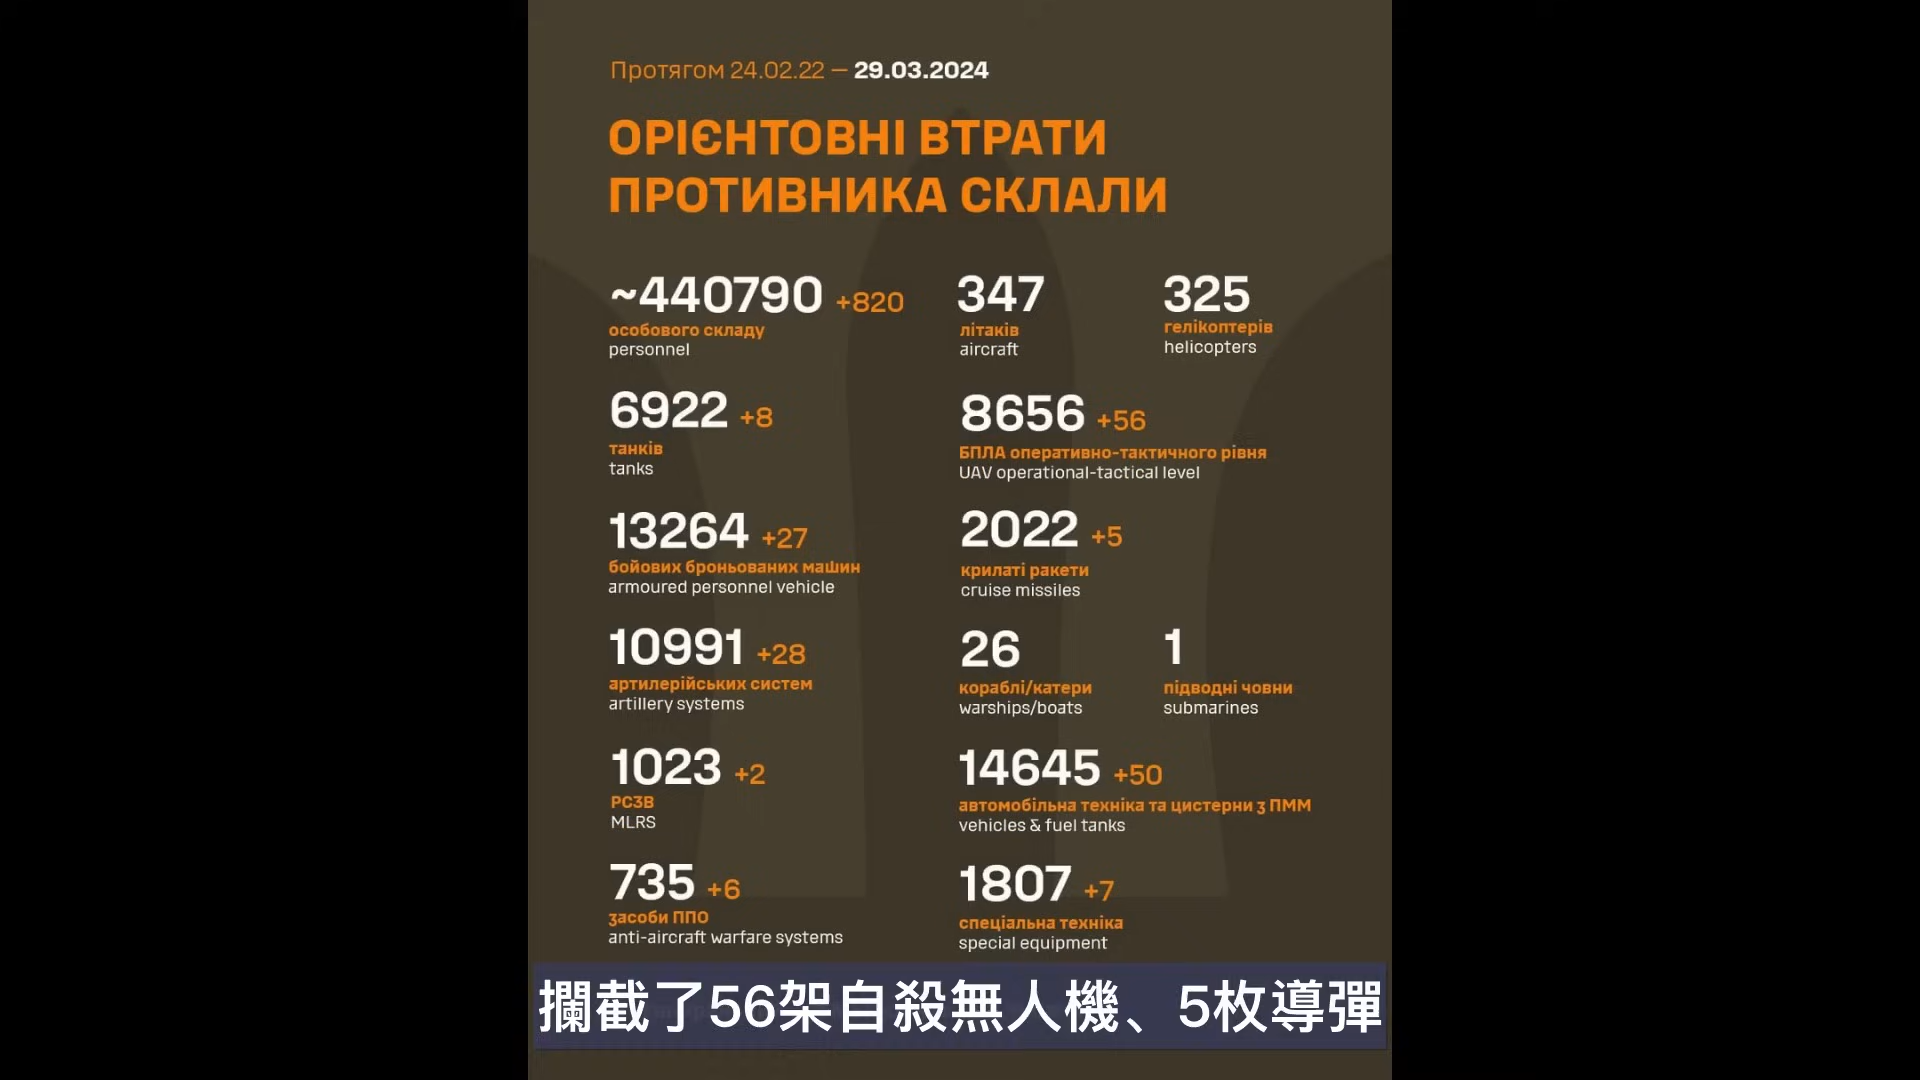 Протягом 24.02.22 — 29.03.2024
ОРІЄНТОВНІ ВТРАТИ
ПРОТИВНИКА СКЛАЛИ
~440790 +820
особового складу
personnel
347
літаків
aircraft
325
гелікоптерів
helicopters
6922 +8
танків
tanks
8656 +56
БПЛА оперативно-тактичного рівня
UAV operational-tactical level
13264 +27
бойових броньованих машин
armoured personnel vehicle
2022 +5
крилаті ракети
cruise missiles
10991 +28
артилерійських систем
artillery systems
26
кораблі/катери
warships/boats
1
підводні човни
submarines
1023 +2
РСЗВ
MLRS
14645 +50
автомобільна техніка та цистерни з ПММ
vehicles & fuel tanks
735 +6
засоби ППО
anti-aircraft warfare systems
1807 +7
спеціальна техніка
special equipment
攔截了56架自殺無人機、5枚導彈